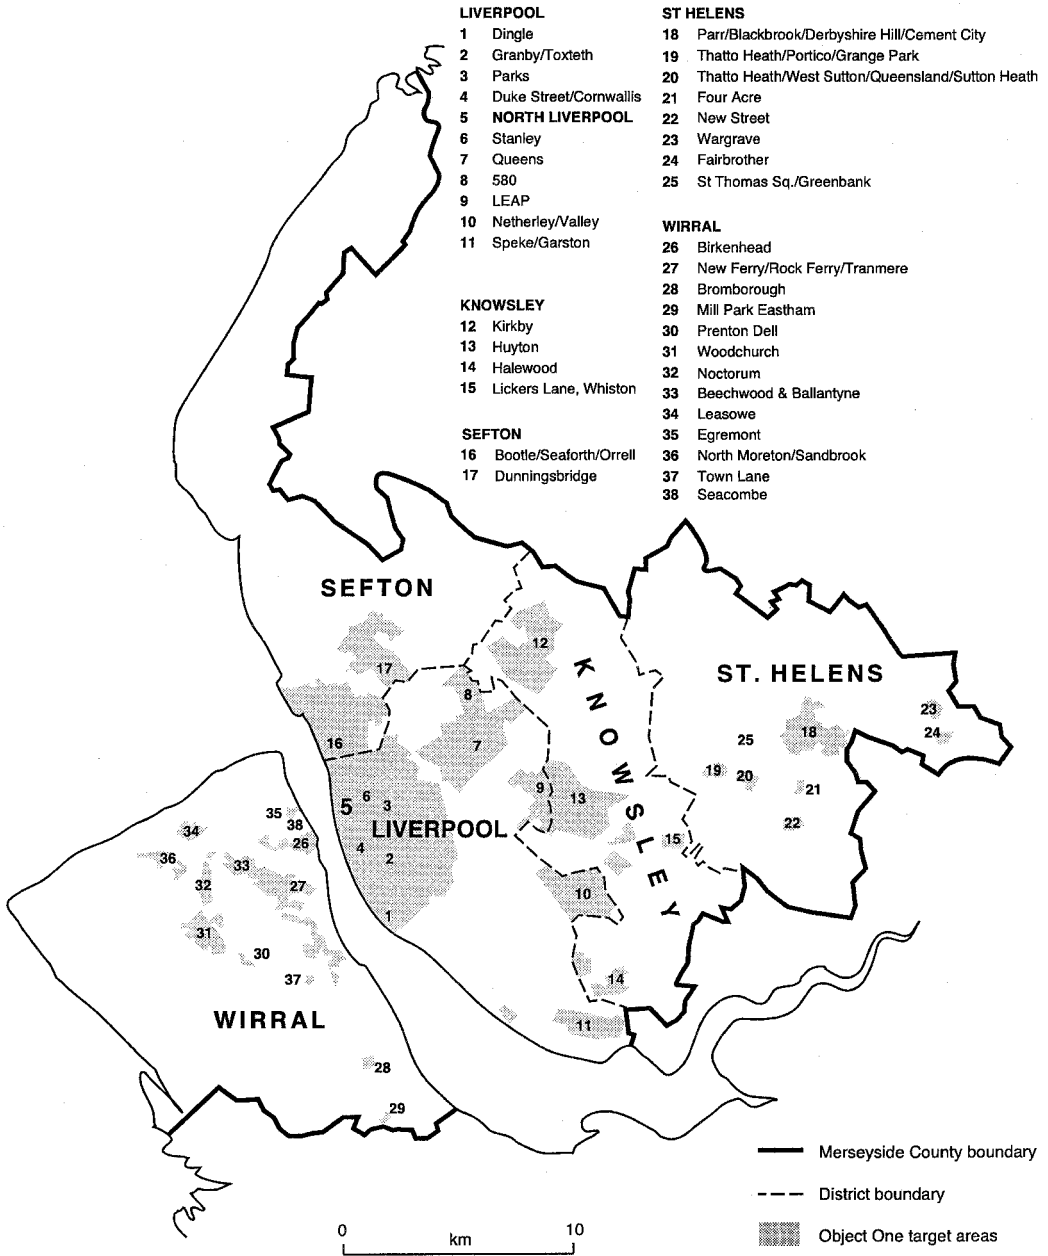 LIVERPOOL
1 Dingle
2 Granby/Toxteth
3 Parks
4 Duke Street/Cornwallis
5 NORTH LIVERPOOL
6 Stanley
7 Queens
8 580
9 LEAP
10 Netherley/Valley
11 Speke/Garston
KNOWSLEY
12 Kirkby
13 Huyton
14 Halewood
15 Lickers Lane, Whiston
SEFTON
16 Bootle/Seaforth/Orrell
17 Dunningsbridge
ST HELENS
18 Parr/Blackbrook/Derbyshire Hill/Cement City
19 Thatto Heath/Portico/Grange Park
20 Thatto Heath/West Sutton/Queensland/Sutton Heath
21 Four Acre
22 New Street
23 Wargrave
24 Fairbrother
25 St Thomas Sq./Greenbank
WIRRAL
26 Birkenhead
27 New Ferry/Rock Ferry/Tranmere
28 Bromborough
29 Mill Park Eastham
30 Prenton Dell
31 Woodchurch
32 Noctorum
33 Beechwood & Ballantyne
34 Leasowe
35 Egremont
36 North Moreton/Sandbrook
37 Town Lane
38 Seacombe
SEFTON
12
17
KNOWSLEY
ST. HELENS
8
23
18
24
16
7
25
19
20
9
13
21
5
6
3
35
38
34
LIVERPOOL
22
26
4
15
36
33
2
32
27
10
1
31
30
37
14
WIRRAL
11
28
29
Merseyside County boundary
District boundary
Object One target areas
0 10
km